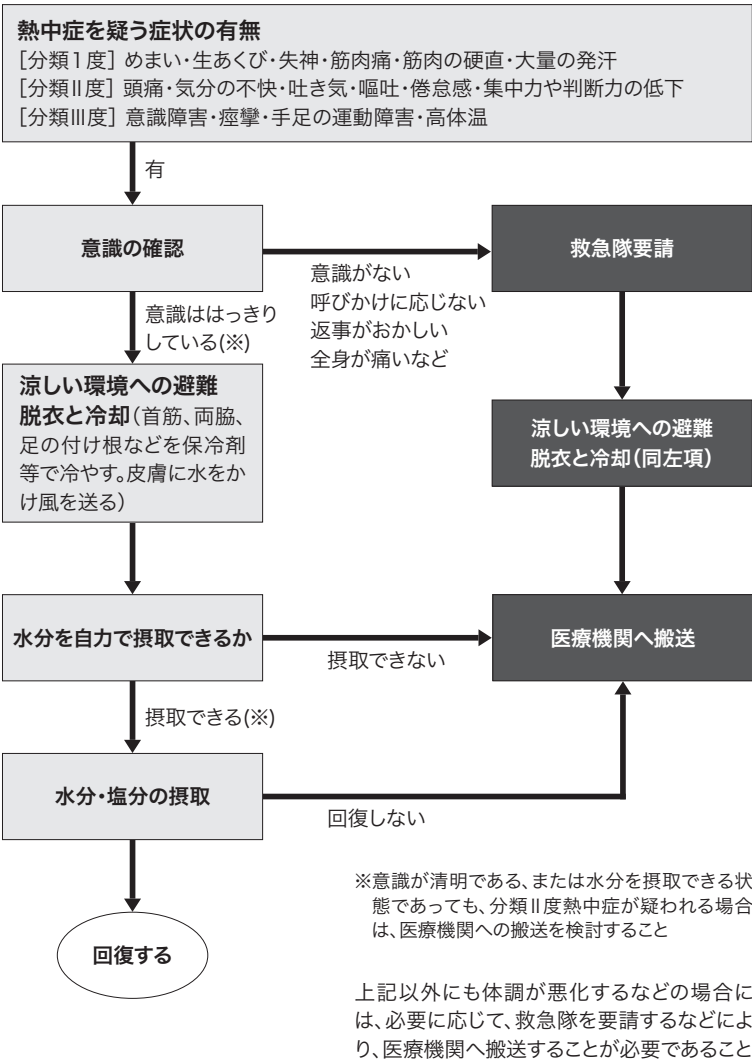 熱中症を疑う症状の有無
［分類１度］めまい・生あくび・失神・筋肉痛・筋肉の硬直・大量の発汗
［分類Ⅱ度］頭痛・気分の不快・吐き気・嘔吐・倦怠感・集中力や判断力の低下
［分類Ⅲ度］意識障害・痙攣・手足の運動障害・高体温
有
意識の確認
救急隊要請
意識がない
呼びかけに応じない
返事がおかしい
全身が痛いなど
意識ははっきり
している(※)
涼しい環境への避難
脱衣と冷却（首筋、両脇、
足の付け根などを保冷剤
等で冷やす。皮膚に水をか
け風を送る）
涼しい環境への避難
脱衣と冷却（同左項）
水分を自力で摂取できるか
摂取できない
医療機関へ搬送
摂取できる(※)
水分・塩分の摂取
回復しない
回復する
※意識が清明である、または水分を摂取できる状
態であっても、分類Ⅱ度熱中症が疑われる場合
は、医療機関への搬送を検討すること
上記以外にも体調が悪化するなどの場合に
は、必要に応じて、救急隊を要請するなどによ
り、医療機関へ搬送することが必要であること